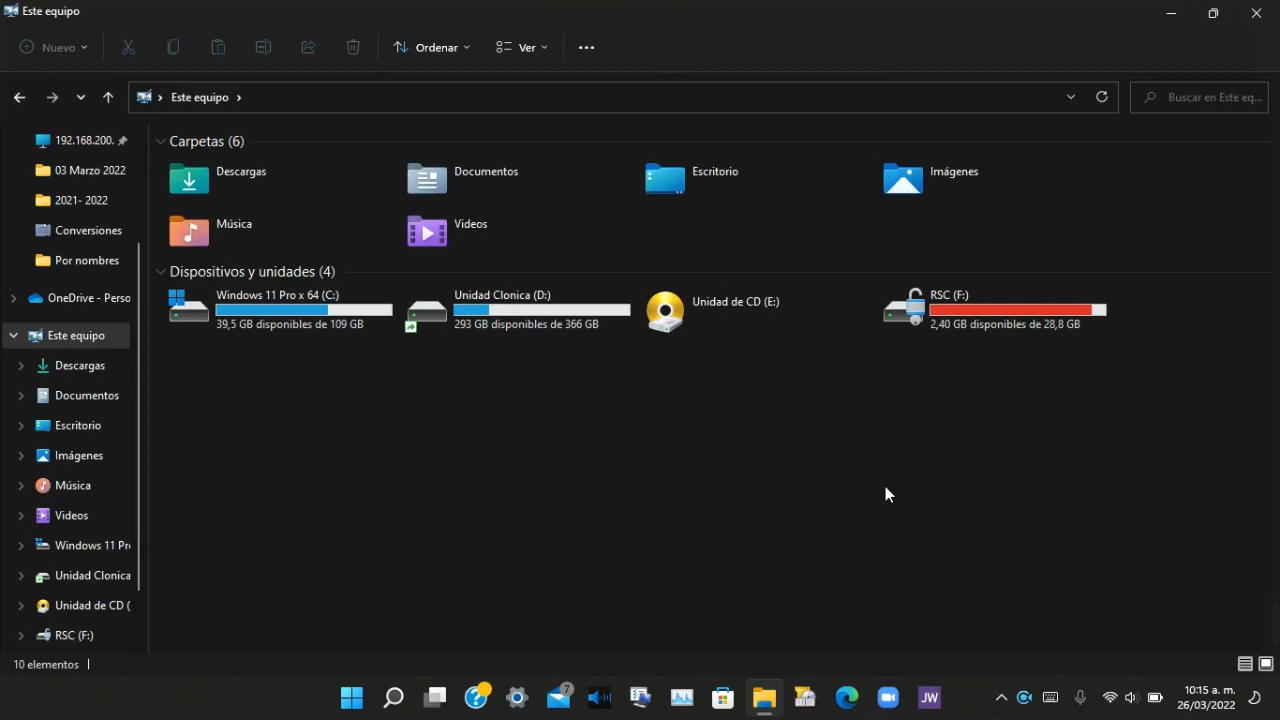 Este equipo
Nuevo
Ordenar
Ver
Este equipo
Buscar en Este eq...
192.168.200.
03 Marzo 2022
2021- 2022
Conversiones
Por nombres
OneDrive - Perso
Este equipo
Descargas
Documentos
Escritorio
Imágenes
Música
Videos
Windows 11 Pr
Unidad Clonica
Unidad de CD (
RSC (F:)
Carpetas (6)
Descargas
Documentos
Escritorio
Imágenes
Música
Videos
Dispositivos y unidades (4)
Windows 11 Pro x 64 (C:)
39,5 GB disponibles de 109 GB
Unidad Clonica (D:)
293 GB disponibles de 366 GB
Unidad de CD (E:)
RSC (F:)
2,40 GB disponibles de 28,8 GB
10 elementos
7
JW
10:15 a. m.
26/03/2022